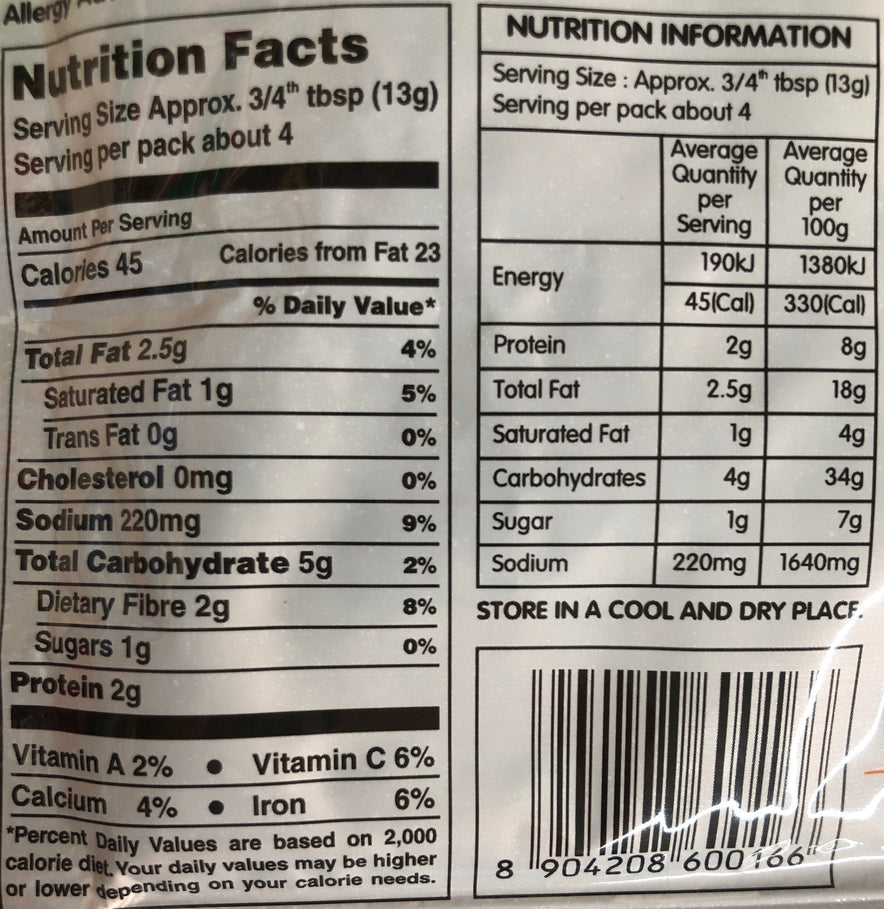 Allergy
Nutrition Facts
Serving Size Approx. 3/4th tbsp (13g)
Serving per pack about 4
Amount Per Serving
Calories 45 Calories from Fat 23
% Daily Value*
Total Fat 2.5g 4%
Saturated Fat 1g 5%
Trans Fat 0g 0%
Cholesterol 0mg 0%
Sodium 220mg 9%
Total Carbohydrate 5g 2%
Dietary Fibre 2g 8%
Sugars 1g 0%
Protein 2g
Vitamin A 2% ● Vitamin C 6%
Calcium 4% ● Iron 6%
*Percent Daily Values are based on 2,000
calorie diet. Your daily values may be higher
or lower depending on your calorie needs.
NUTRITION INFORMATION
Serving Size : Approx. 3/4th tbsp (13g)
Serving per pack about 4
Average Average
Quantity Quantity
per per
Serving 100g
Energy 190kJ 1380kJ
45(Cal) 330(Cal)
Protein 2g 8g
Total Fat 2.5g 18g
Saturated Fat 1g 4g
Carbohydrates 4g 34g
Sugar 1g 7g
Sodium 220mg 1640mg
STORE IN A COOL AND DRY PLACE.
8 904208 600166